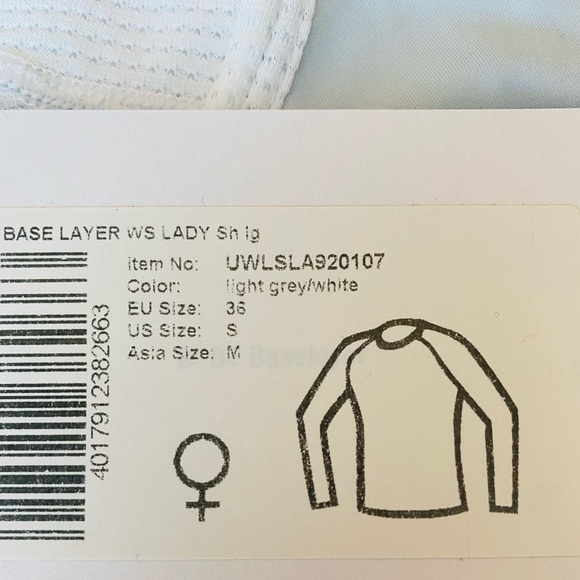 BASE LAYER WS LADY Sh lg
Item No: UWLSLA920107
Color: light grey/white
EU Size: 36
US Size: S
Asia Size: M
4017912382663